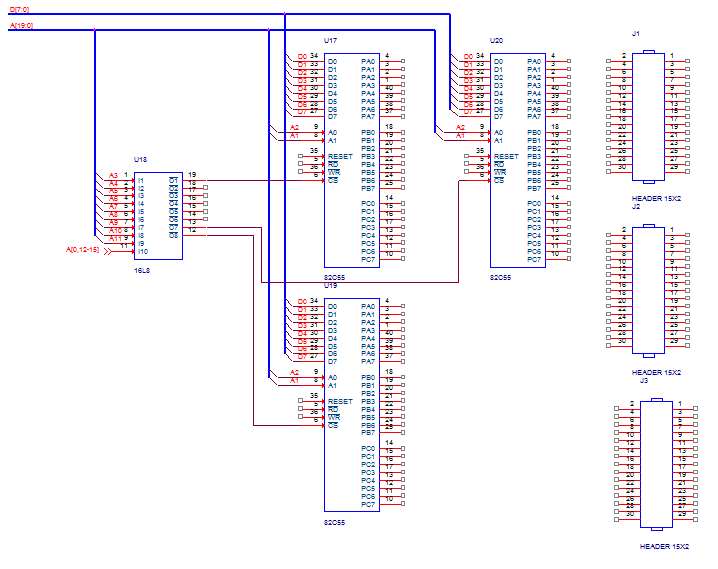 D[7:0]
A[19:0]
U17
D0 34 D0 PA0 4
D1 33 D1 PA1 3
D2 32 D2 PA2 2
D3 31 D3 PA3 1
D4 30 D4 PA4 40
D5 29 D5 PA5 39
D6 28 D6 PA6 38
D7 27 D7 PA7 37
A2 9 A0 PB0 18
A1 8 A1 PB1 19
PB2 20
35 RESET PB3 21
5 RD PB4 22
36 WR PB5 23
6 CS PB6 24
PB7 25
PC0 14
PC1 15
PC2 16
PC3 17
PC4 13
PC5 12
PC6 11
PC7 10
82C55
U20
D0 34 D0 PA0 4
D1 33 D1 PA1 3
D2 32 D2 PA2 2
D3 31 D3 PA3 1
D4 30 D4 PA4 40
D5 29 D5 PA5 39
D6 28 D6 PA6 38
D7 27 D7 PA7 37
A2 9 A0 PB0 18
A1 8 A1 PB1 19
PB2 20
35 RESET PB3 21
5 RD PB4 22
36 WR PB5 23
6 CS PB6 24
PB7 25
PC0 14
PC1 15
PC2 16
PC3 17
PC4 13
PC5 12
PC6 11
PC7 10
82C55
U18
A3 1 I1 O1 19
A4 2 I2 O2 18
A5 3 I3 O3 17
A6 4 I4 O4 16
A7 5 I5 O5 15
A8 6 I6 O6 14
A9 7 I7 O7 13
A10 8 I8 O8 12
A11 9 I9
A[0,12-15] 11 I10
16L8
U19
D0 34 D0 PA0 4
D1 33 D1 PA1 3
D2 32 D2 PA2 2
D3 31 D3 PA3 1
D4 30 D4 PA4 40
D5 29 D5 PA5 39
D6 28 D6 PA6 38
D7 27 D7 PA7 37
A2 9 A0 PB0 18
A1 8 A1 PB1 19
PB2 20
35 RESET PB3 21
5 RD PB4 22
36 WR PB5 23
6 CS PB6 24
PB7 25
PC0 14
PC1 15
PC2 16
PC3 17
PC4 13
PC5 12
PC6 11
PC7 10
82C55
J1
2 1
4 3
6 5
8 7
10 9
12 11
14 13
16 15
18 17
20 19
22 21
24 23
26 25
28 27
30 29
HEADER 15X2
J2
2 1
4 3
6 5
8 7
10 9
12 11
14 13
16 15
18 17
20 19
22 21
24 23
26 25
28 27
30 29
HEADER 15X2
J3
2 1
4 3
6 5
8 7
10 9
12 11
14 13
16 15
18 17
20 19
22 21
24 23
26 25
28 27
30 29
HEADER 15X2